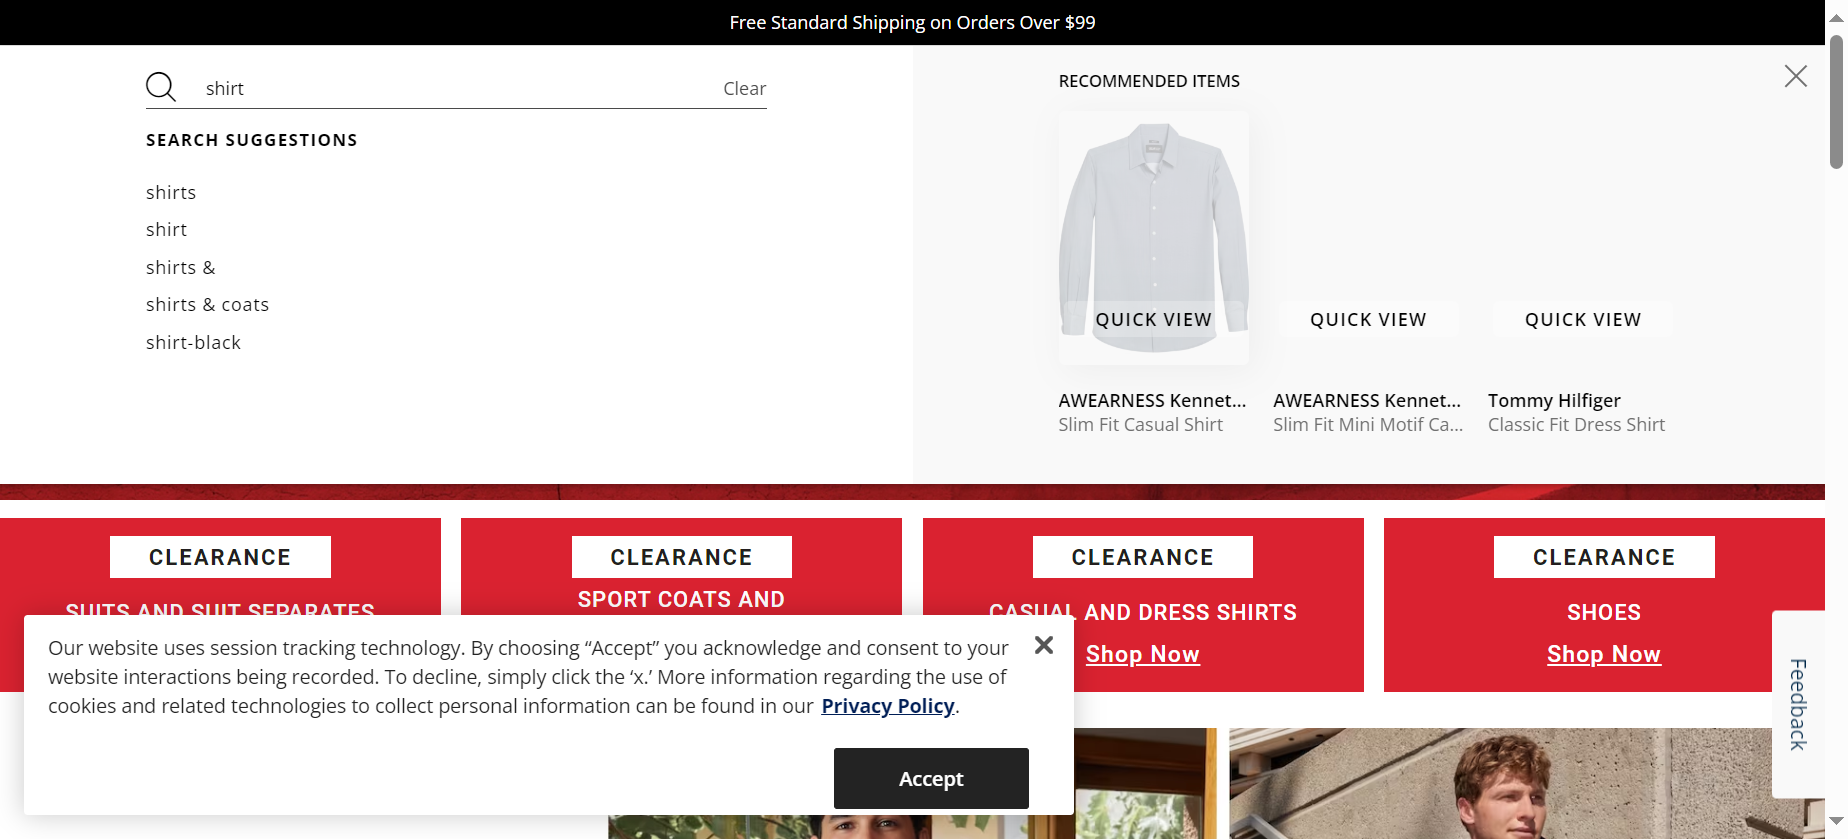 Free Standard Shipping on Orders Over $99
shirt
Clear
SEARCH SUGGESTIONS
shirts
shirt
shirts &
shirts & coats
shirt-black
RECOMMENDED ITEMS
QUICK VIEW
QUICK VIEW
QUICK VIEW
AWEARNESS Kennet...
Slim Fit Casual Shirt
AWEARNESS Kennet...
Slim Fit Mini Motif Ca...
Tommy Hilfiger
Classic Fit Dress Shirt
CLEARANCE
SUITS AND SUIT SEPARATES
CLEARANCE
SPORT COATS AND
CLEARANCE
CASUAL AND DRESS SHIRTS
Shop Now
CLEARANCE
SHOES
Shop Now
Our website uses session tracking technology. By choosing “Accept” you acknowledge and consent to your
website interactions being recorded. To decline, simply click the ‘x.’ More information regarding the use of
cookies and related technologies to collect personal information can be found in our Privacy Policy.
Accept
Feedback